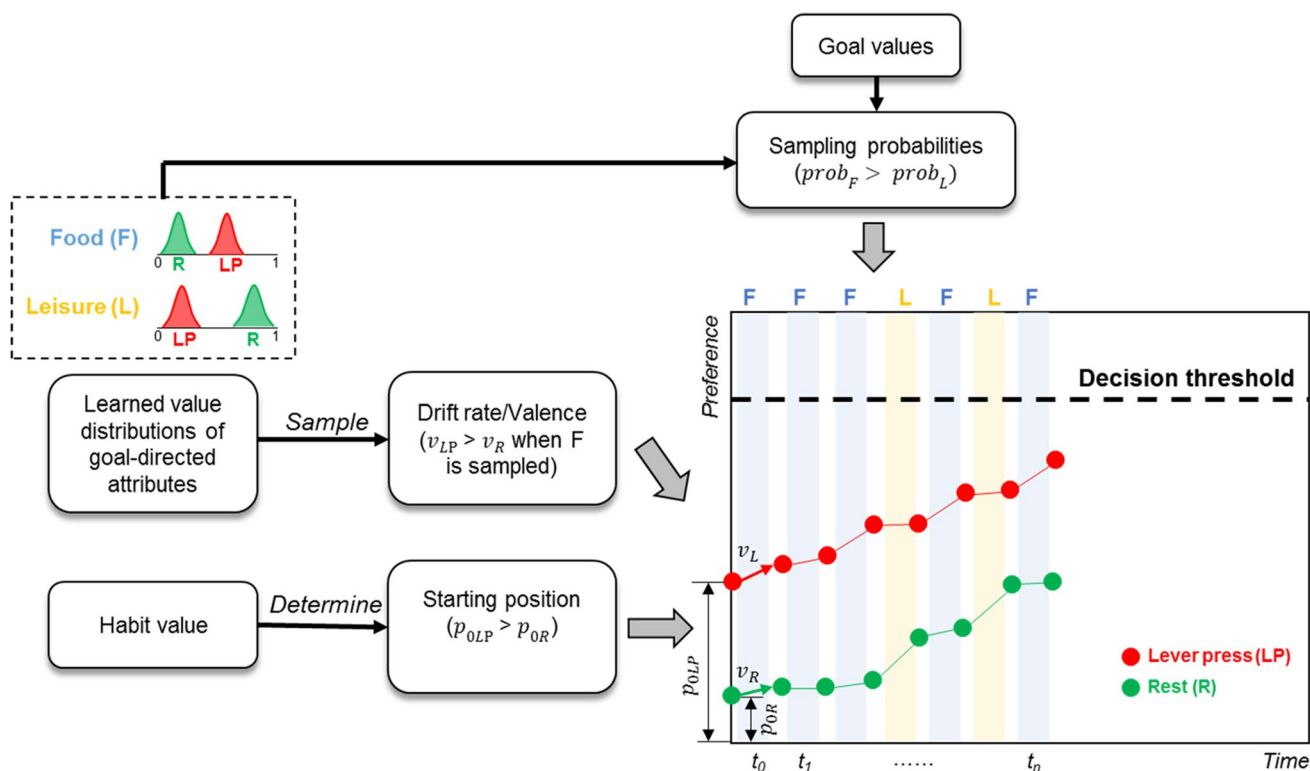 Goal values
Sampling probabilities
(prob_F > prob_L)
Food (F)
0 R LP 1
Leisure (L)
0 LP R 1
Learned value
distributions of
goal-directed
attributes
Sample
Drift rate/Valence
(v_LP > v_R when F
is sampled)
Habit value
Determine
Starting position
(p_0LP > p_0R)
F F F L F L F
Preference
Decision threshold
v_L
v_R
p_0LP
p_0R
Lever press (LP)
Rest (R)
t_0 t_1 ...... t_n Time